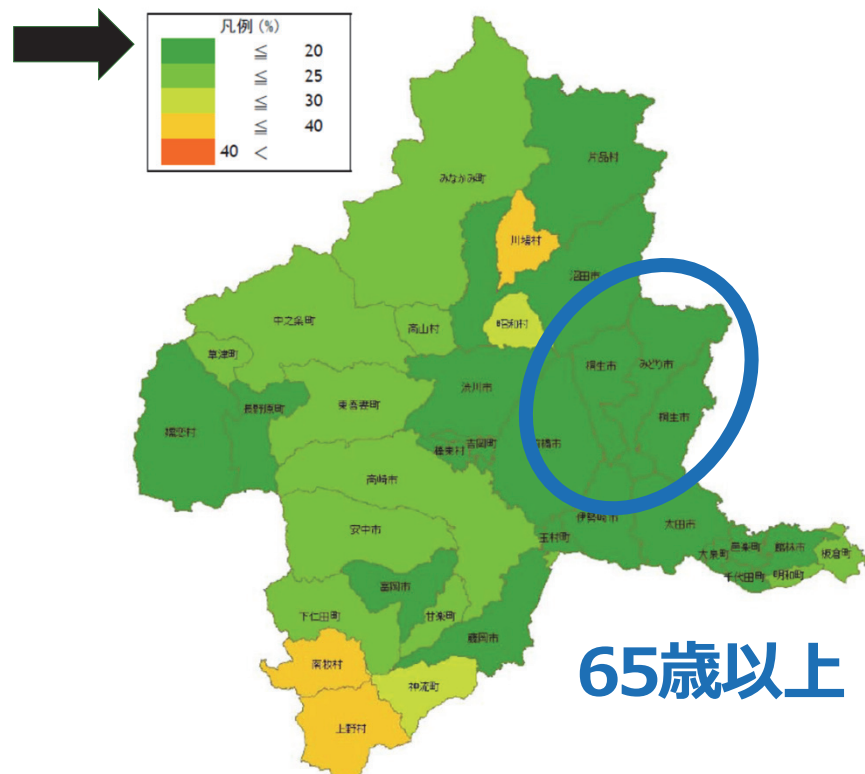 凡例(%)
≦ 20
≦ 25
≦ 30
≦ 40
40 <
片品村
みなかみ町
川場村
沼田市
昭和村
中之条町
高山村
草津町
桐生市
みどり市
渋川市
東吾妻町
長野原町
嬬恋村
桐生市
吉岡町
榛東村
橋市
高崎市
伊勢崎市
太田市
安中市
玉村町
大泉町
邑楽町
館林市
板倉町
千代田町
明和町
富岡市
下仁田町
甘楽町
藤岡市
南牧村
神流町
上野村
65歳以上